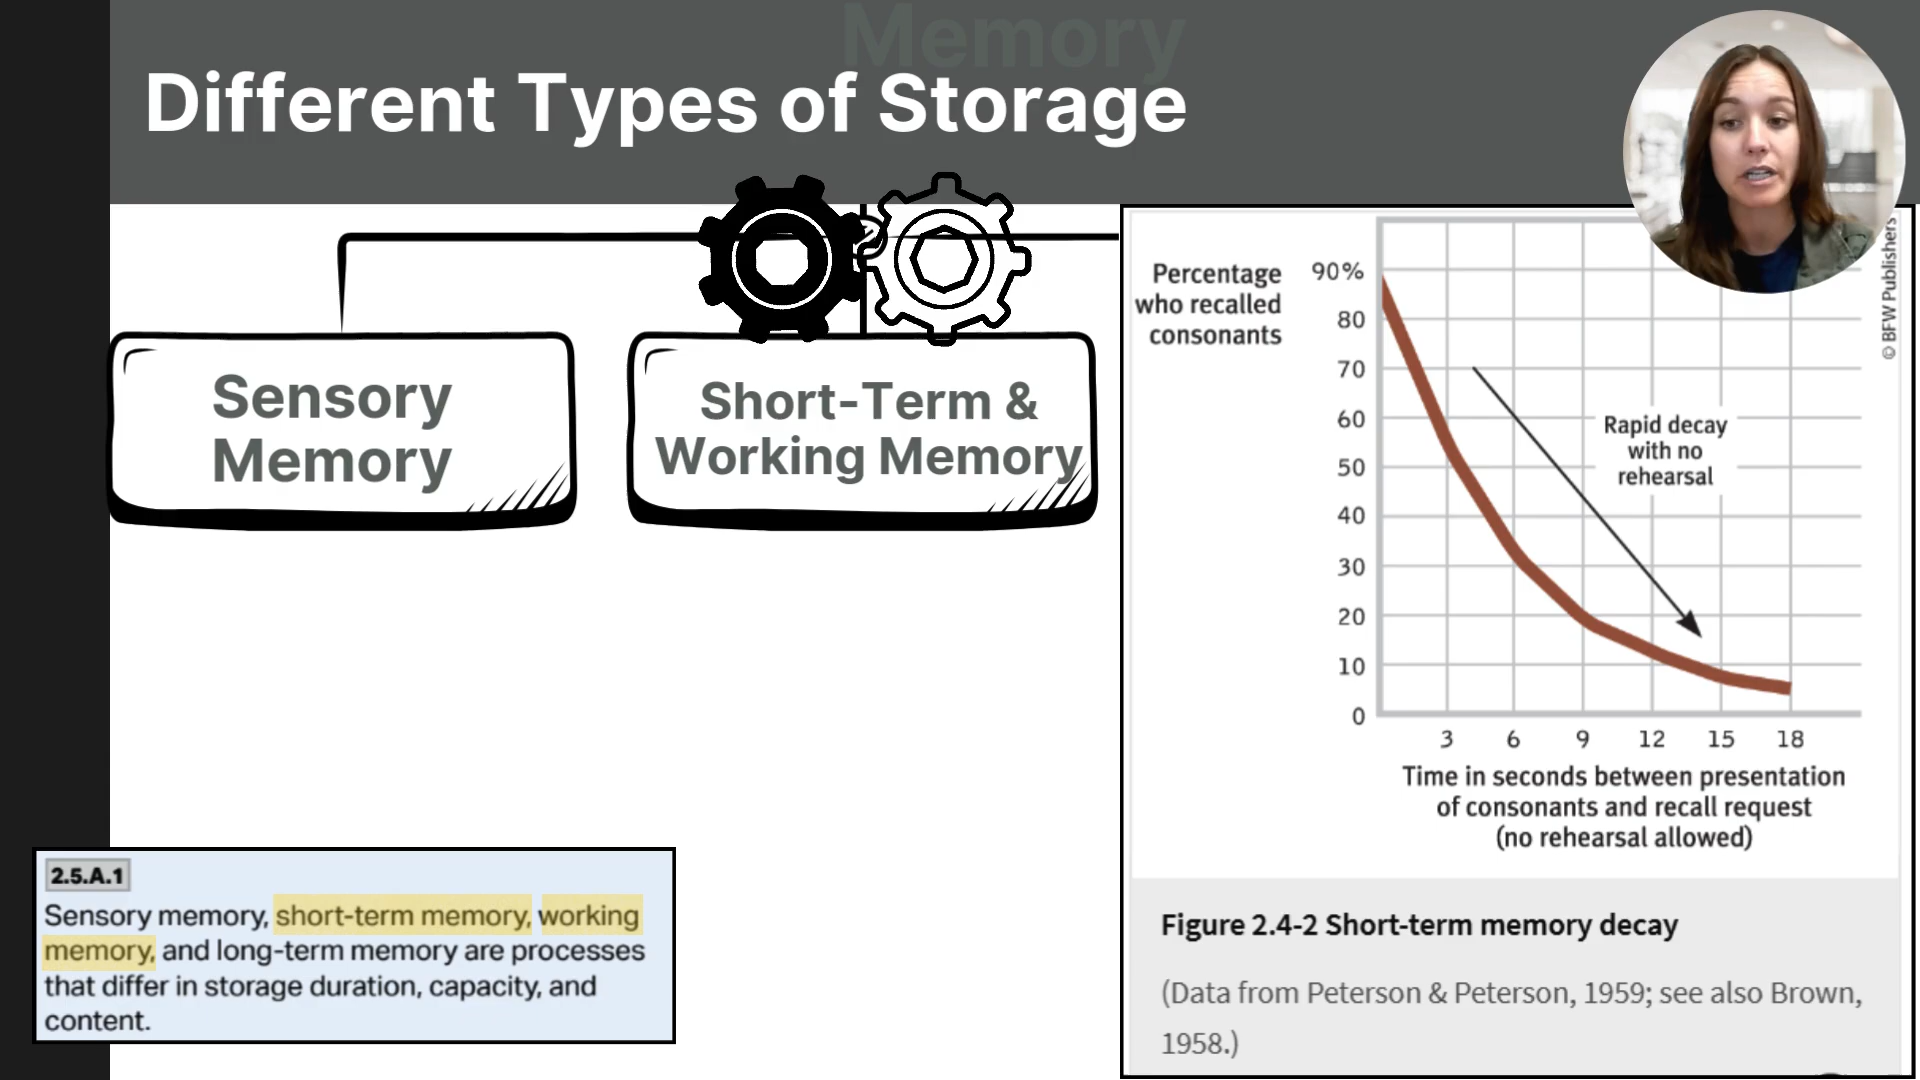 Memory
Different Types of Storage
Sensory
Memory
Short-Term &
Working Memory
2.5.A.1
Sensory memory, short-term memory, working
memory, and long-term memory are processes
that differ in storage duration, capacity, and
content.
Percentage
who recalled
consonants
90%
80
70
60
50
40
30
20
10
0
3 6 9 12 15 18
Rapid decay
with no
rehearsal
Time in seconds between presentation
of consonants and recall request
(no rehearsal allowed)
© BFW Publishers
Figure 2.4-2 Short-term memory decay
(Data from Peterson & Peterson, 1959; see also Brown,
1958.)